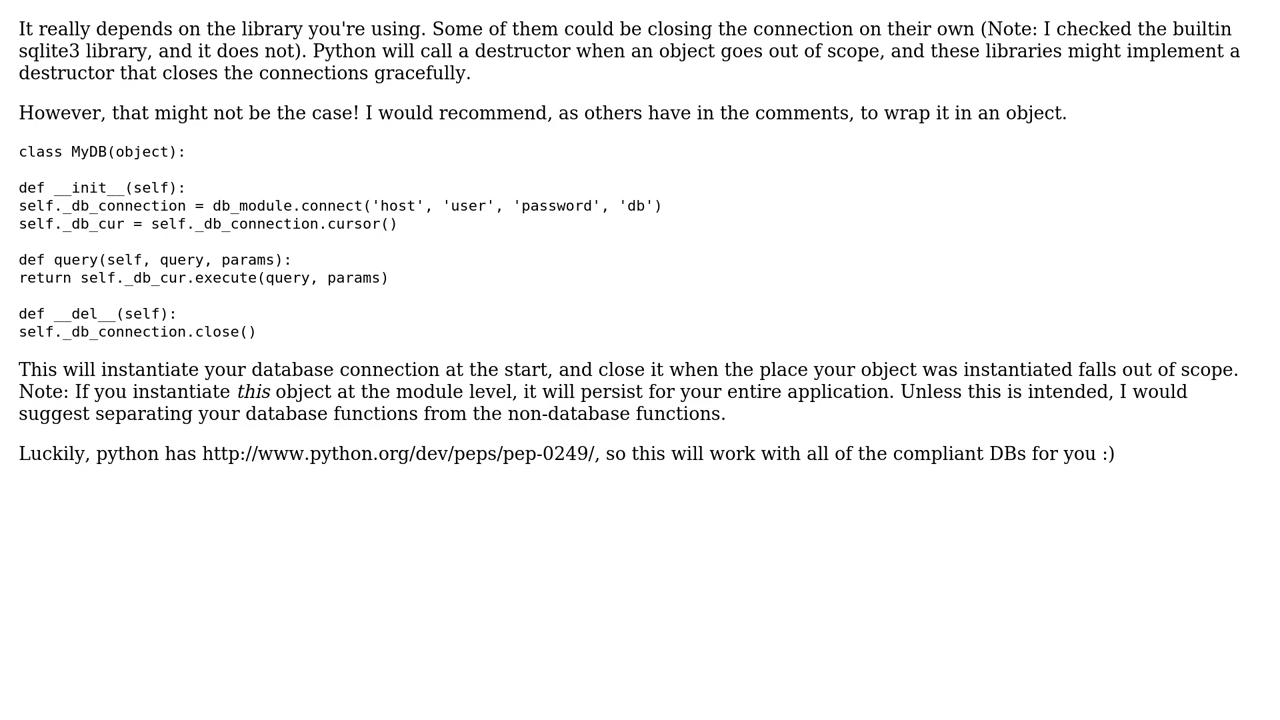 It really depends on the library you're using. Some of them could be closing the connection on their own (Note: I checked the builtin
sqlite3 library, and it does not). Python will call a destructor when an object goes out of scope, and these libraries might implement a
destructor that closes the connections gracefully.
However, that might not be the case! I would recommend, as others have in the comments, to wrap it in an object.
class MyDB(object):
def __init__(self):
self._db_connection = db_module.connect('host', 'user', 'password', 'db')
self._db_cur = self._db_connection.cursor()
def query(self, query, params):
return self._db_cur.execute(query, params)
def __del__(self):
self._db_connection.close()
This will instantiate your database connection at the start, and close it when the place your object was instantiated falls out of scope.
Note: If you instantiate this object at the module level, it will persist for your entire application. Unless this is intended, I would
suggest separating your database functions from the non-database functions.
Luckily, python has http://www.python.org/dev/peps/pep-0249/, so this will work with all of the compliant DBs for you :)